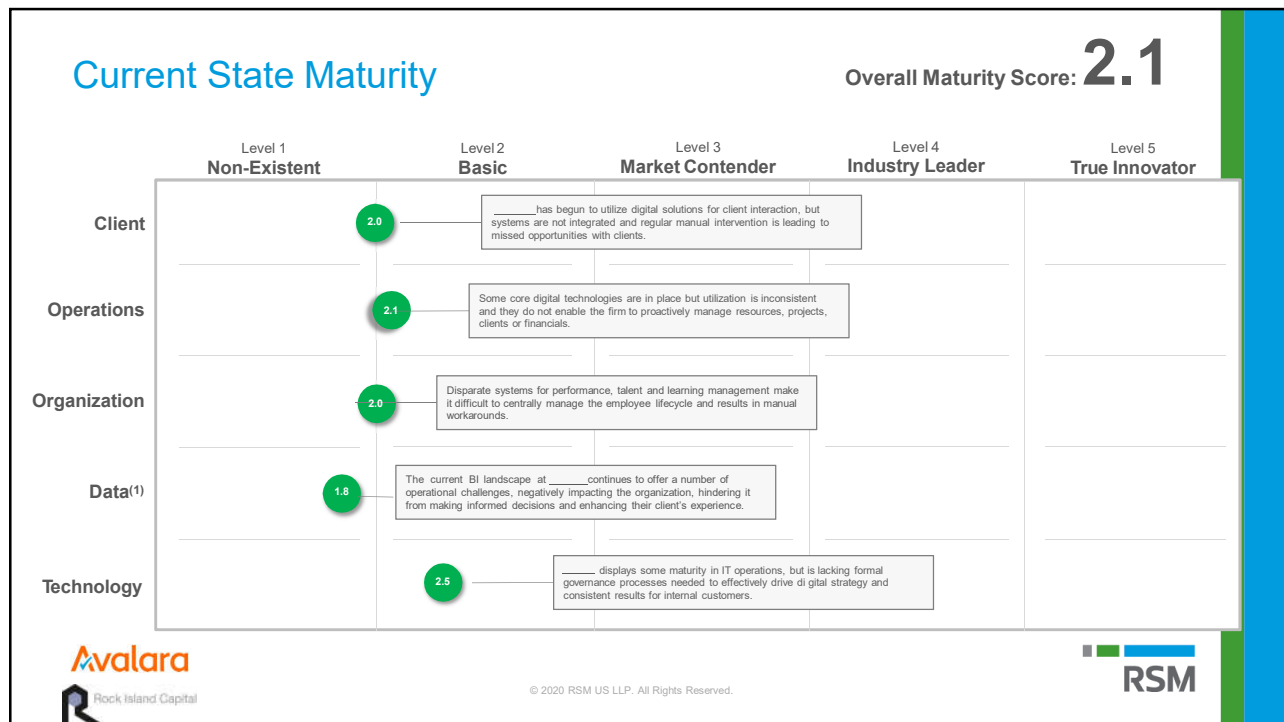 Current State Maturity
Overall Maturity Score: 2.1
Level 1
Non-Existent
Level 2
Basic
Level 3
Market Contender
Level 4
Industry Leader
Level 5
True Innovator
Client
2.0
______has begun to utilize digital solutions for client interaction, but
systems are not integrated and regular manual intervention is leading to
missed opportunities with clients.
Operations
2.1
Some core digital technologies are in place but utilization is inconsistent
and they do not enable the firm to proactively manage resources, projects,
clients or financials.
Organization
2.0
Disparate systems for performance, talent and learning management make
it difficult to centrally manage the employee lifecycle and results in manual
workarounds.
Data(1)
1.8
The current BI landscape at ______continues to offer a number of
operational challenges, negatively impacting the organization, hindering it
from making informed decisions and enhancing their client's experience.
Technology
2.5
_____ displays some maturity in IT operations, but is lacking formal
governance processes needed to effectively drive di gital strategy and
consistent results for internal customers.
Avalara
Rock Island Capital
© 2020 RSM US LLP. All Rights Reserved.
RSM